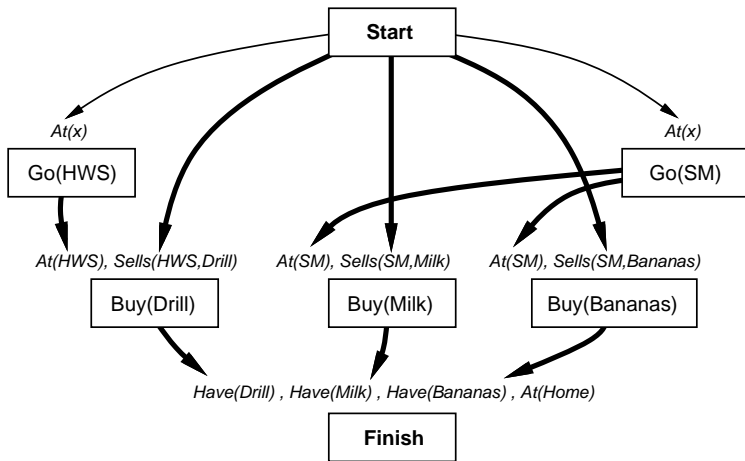 Start
At(x) At(x)
Go(HWS) Go(SM)
At(HWS), Sells(HWS,Drill) At(SM), Sells(SM,Milk) At(SM), Sells(SM,Bananas)
Buy(Drill) Buy(Milk) Buy(Bananas)
Have(Drill) , Have(Milk) , Have(Bananas) , At(Home)
Finish